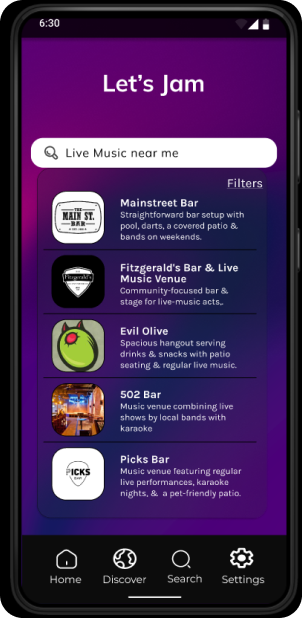 6:30
Let's Jam
Live Music near me
Filters
THE
MAIN ST.
BAR
Mainstreet Bar
Straightforward bar setup with
pool, darts, a covered patio &
bands on weekends.
Fitzgerald's
Fitzgerald's Bar & Live
Music Venue
Community-focused bar &
stage for live-music acts,.
Evil Olive
Spacious hangout serving
drinks & snacks with patio
seating & regular live music.
502 Bar
Music venue combining live
shows by local bands with
karaoke
PICKS
BAR
Picks Bar
Music venue featuring regular
live performances, karaoke
nights, & a pet-friendly patio.
Home Discover Search Settings